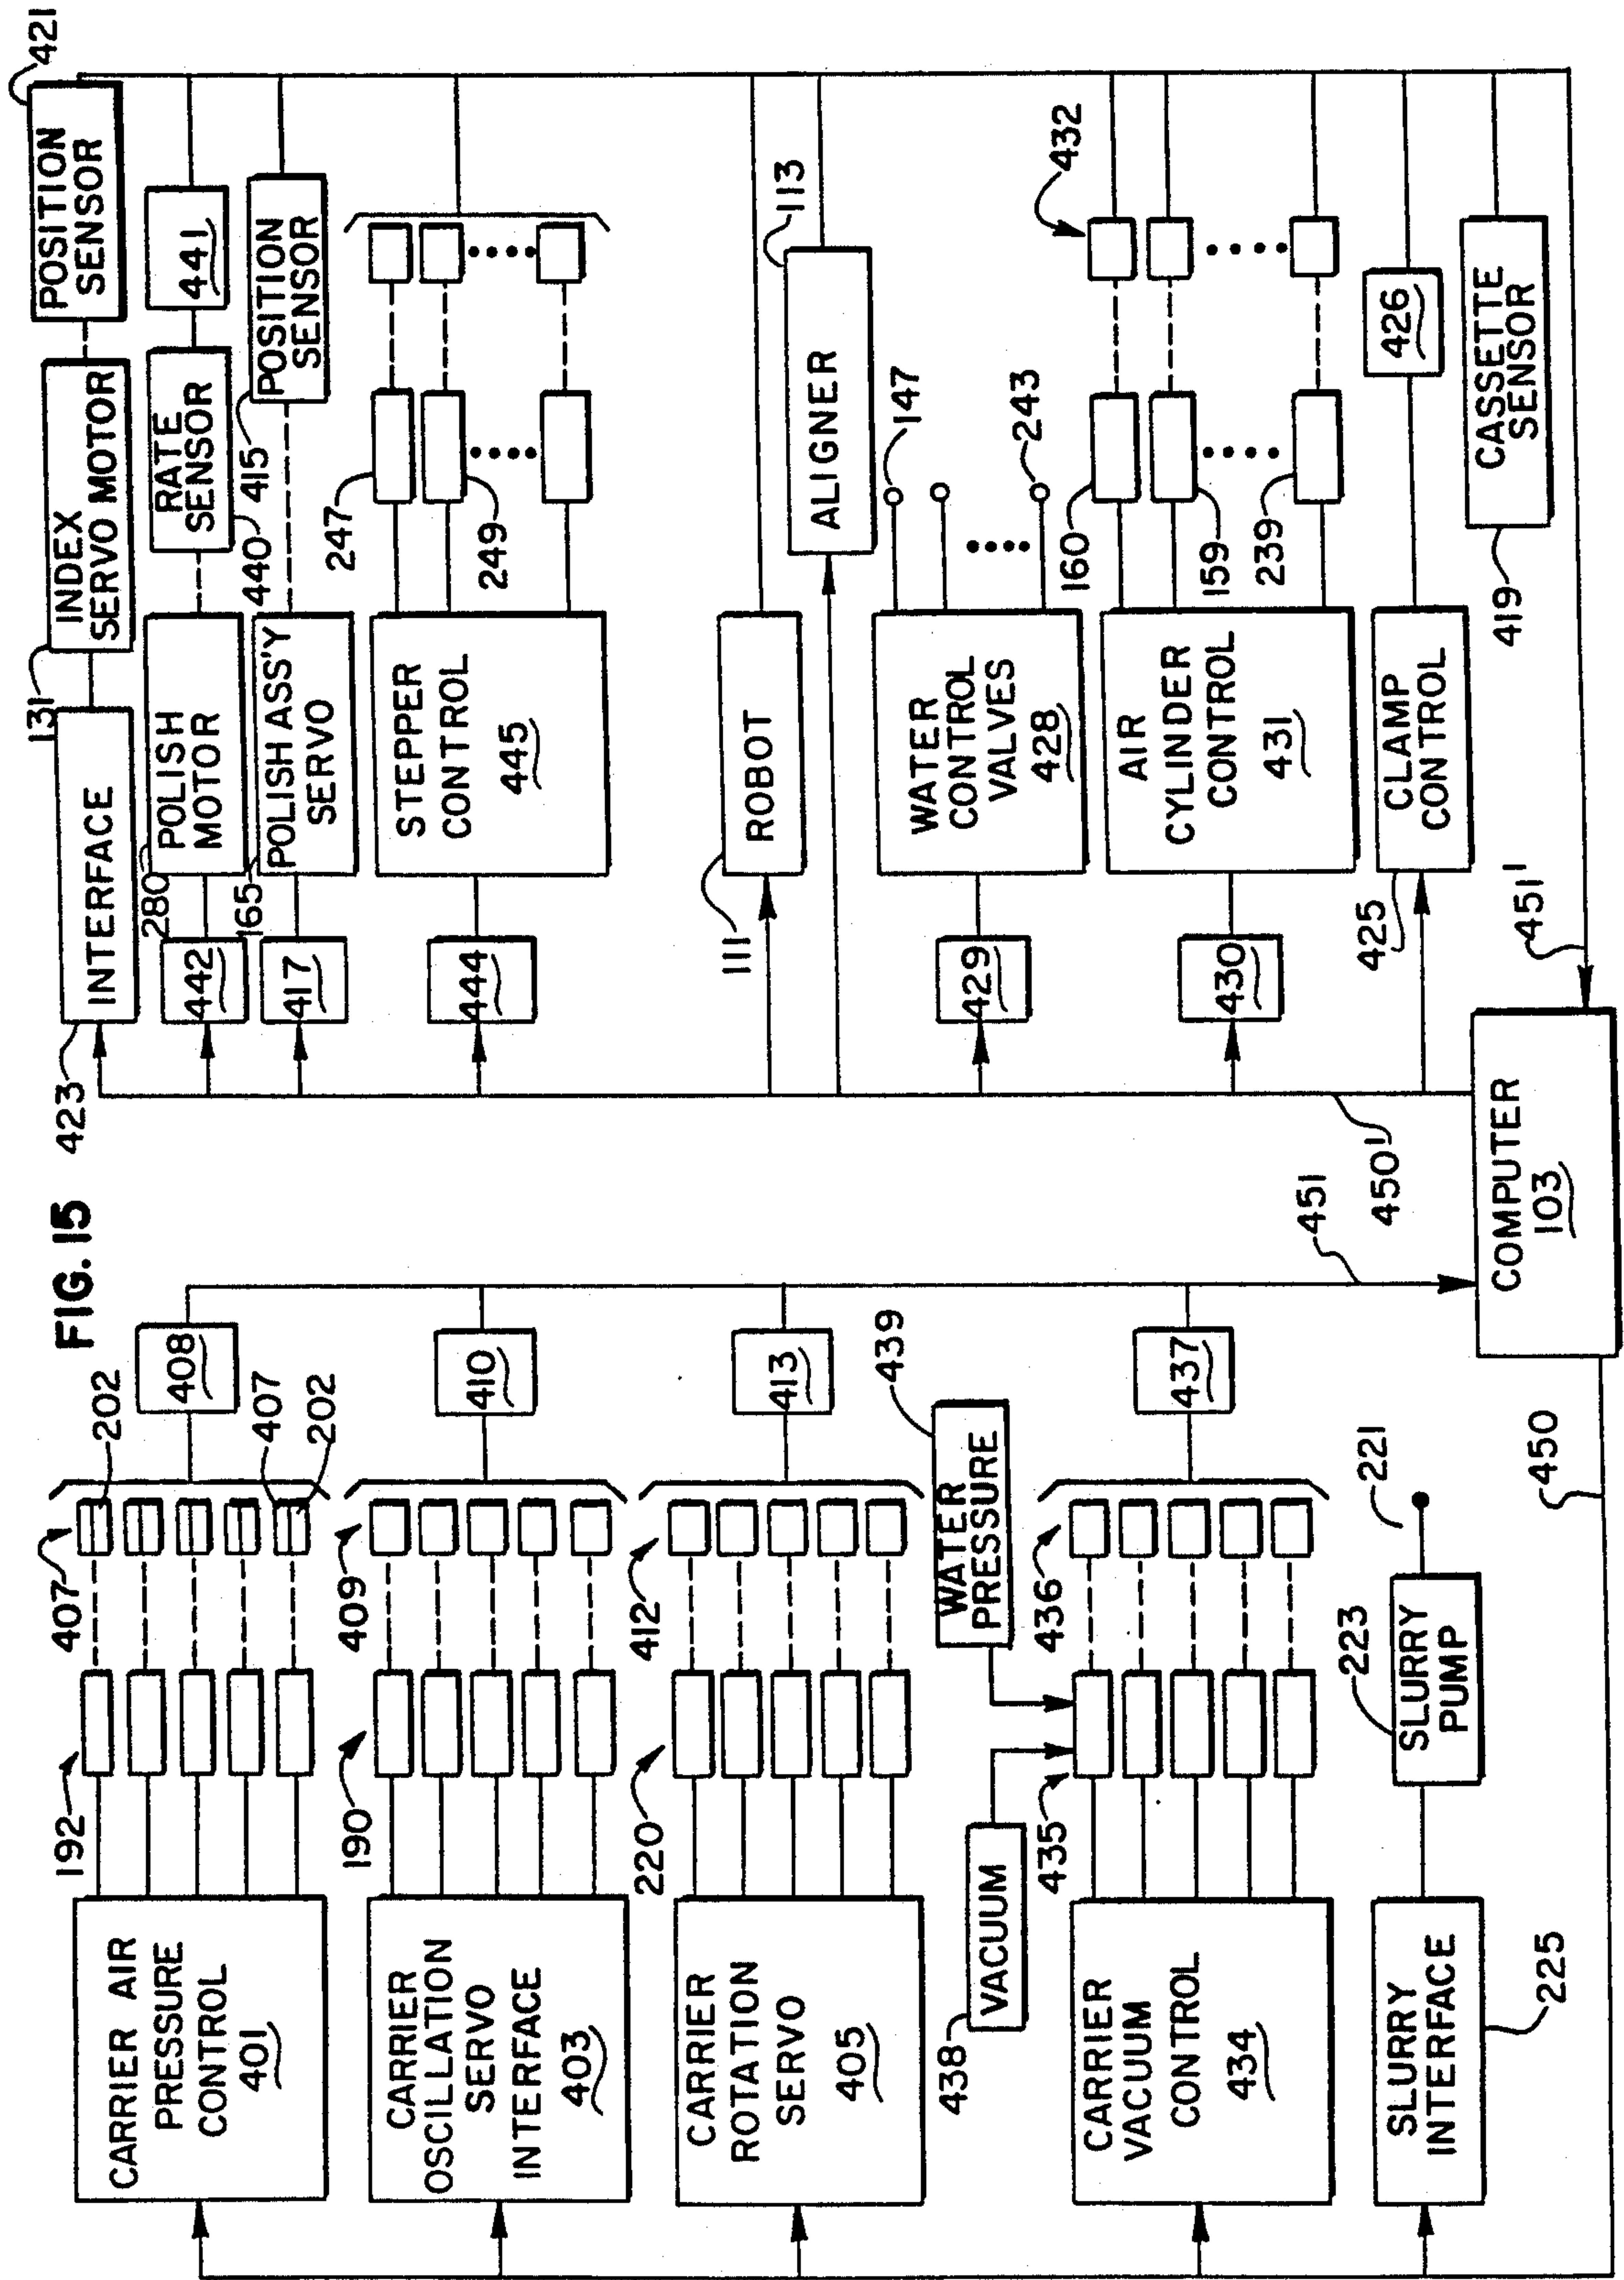 FIG. 15
CARRIER AIR
PRESSURE
CONTROL
401
192
407
202
407
202
408
CARRIER
OSCILLATION
SERVO
INTERFACE
403
190
409
410
CARRIER
ROTATION
SERVO
405
220
412
413
438
VACUUM
WATER
PRESSURE
439
CARRIER
VACUUM
CONTROL
434
435
436
437
SLURRY
INTERFACE
225
SLURRY
PUMP
223
221
450
451
COMPUTER
103
450'
451'
423
INTERFACE
131
INDEX
SERVO MOTOR
POSITION
SENSOR
421
442
280
POLISH
MOTOR
RATE
SENSOR
440
441
417
165
POLISH ASS'Y
SERVO
415
POSITION
SENSOR
444
STEPPER
CONTROL
445
247
249
111
ROBOT
ALIGNER
113
429
WATER
CONTROL
VALVES
428
147
243
430
AIR
CYLINDER
CONTROL
431
160
159
239
432
425
CLAMP
CONTROL
426
419
CASSETTE
SENSOR